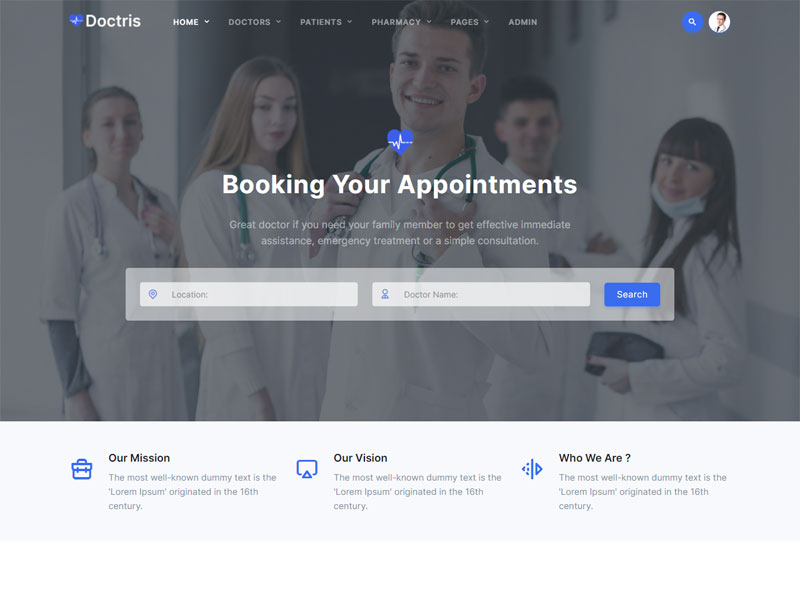 Doctris
HOME
DOCTORS
PATIENTS
PHARMACY
PAGES
ADMIN
Booking Your Appointments
Great doctor if you need your family member to get effective immediate
assistance, emergency treatment or a simple consultation.
Location:
Doctor Name:
Search
Our Mission
The most well-known dummy text is the
'Lorem Ipsum' originated in the 16th
century.
Our Vision
The most well-known dummy text is the
'Lorem Ipsum' originated in the 16th
century.
Who We Are ?
The most well-known dummy text is the
'Lorem Ipsum' originated in the 16th
century.